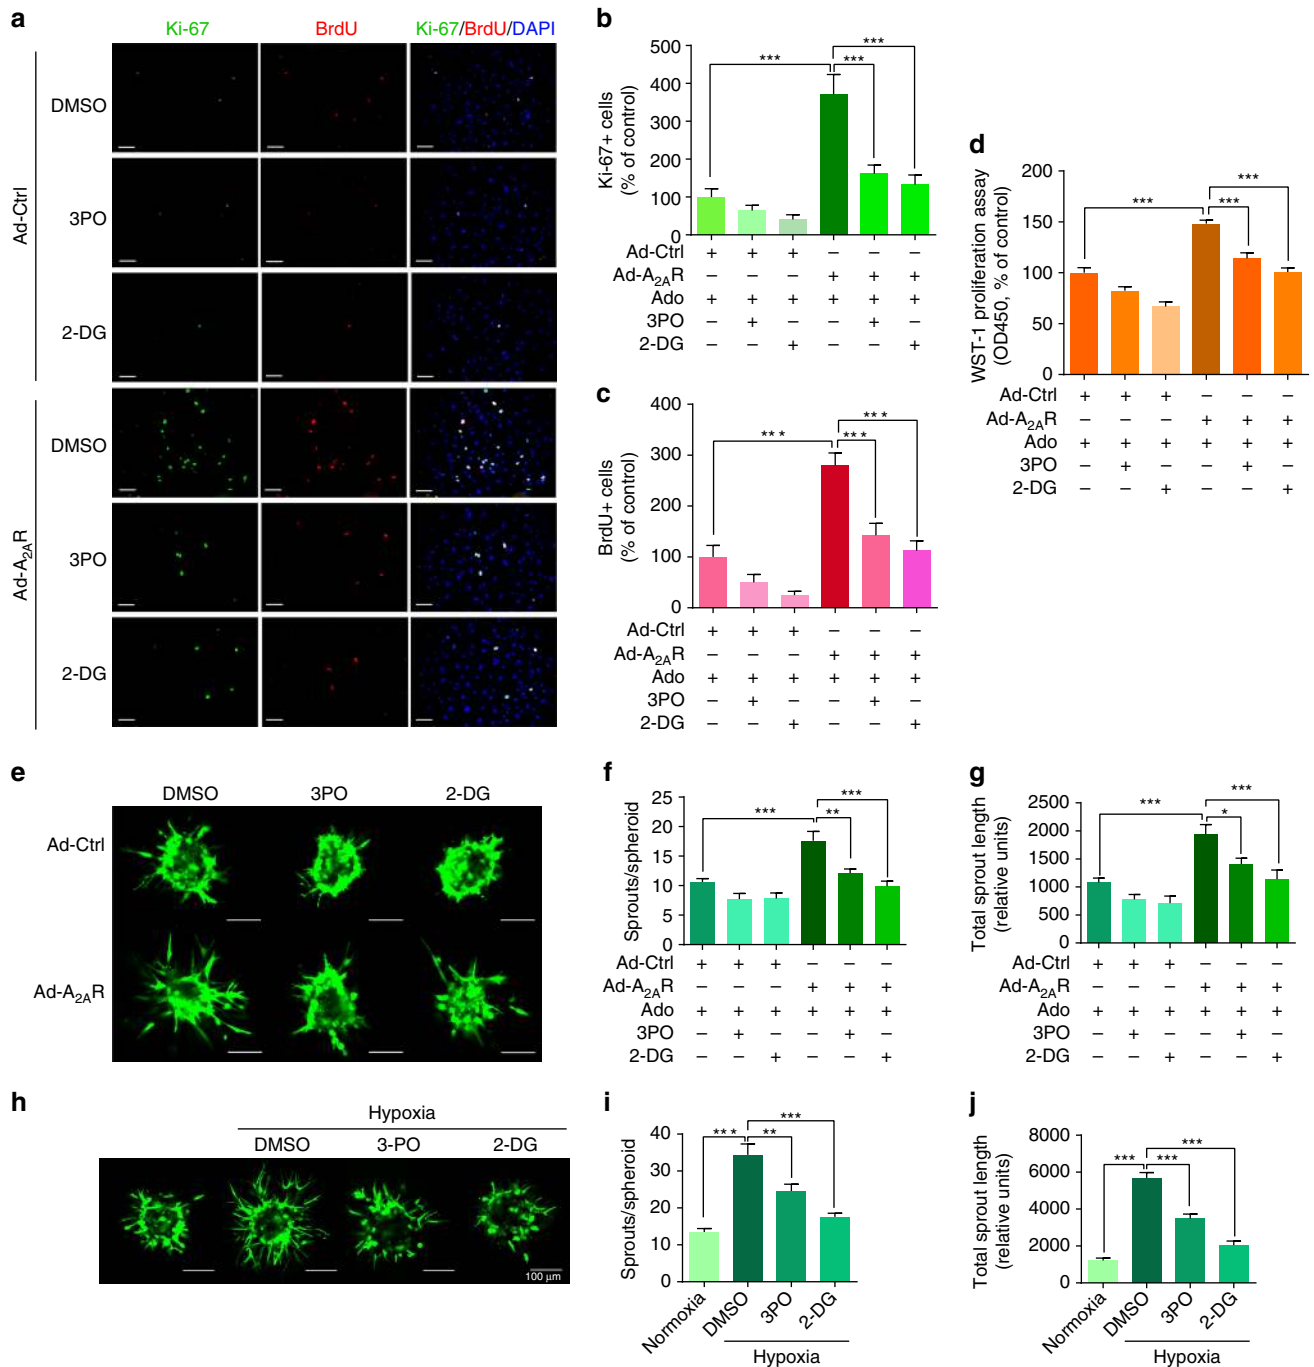 a
Ki-67 BrdU Ki-67/BrdU/DAPI
Ad-Ctrl
DMSO
3PO
2-DG
Ad-A2AR
DMSO
3PO
2-DG
b
Ki-67+ cells
(% of control)
500
400
300
200
100
0
*** *** ***
Ad-Ctrl + + + – – –
Ad-A2AR – – – + + +
Ado + + + + + +
3PO – + – – + –
2-DG – – + – – +
c
BrdU+ cells
(% of control)
400
300
200
100
0
*** *** ***
Ad-Ctrl + + + – – –
Ad-A2AR – – – + + +
Ado + + + + + +
3PO – + – – + –
2-DG – – + – – +
d
WST-1 proliferation assay
(OD450, % of control)
200
150
100
50
0
*** *** ***
Ad-Ctrl + + + – – –
Ad-A2AR – – – + + +
Ado + + + + + +
3PO – + – – + –
2-DG – – + – – +
e
DMSO 3PO 2-DG
Ad-Ctrl
Ad-A2AR
f
Sprouts/spheroid
25
20
15
10
5
0
*** ** ***
Ad-Ctrl + + + – – –
Ad-A2AR – – – + + +
Ado + + + + + +
3PO – + – – + –
2-DG – – + – – +
g
Total sprout length
(relative units)
2500
2000
1500
1000
500
0
*** * ***
Ad-Ctrl + + + – – –
Ad-A2AR – – – + + +
Ado + + + + + +
3PO – + – – + –
2-DG – – + – – +
h
Hypoxia
DMSO 3-PO 2-DG
100 µm
i
Sprouts/spheroid
40
30
20
10
0
*** ** ***
Normoxia DMSO 3PO 2-DG
Hypoxia
j
Total sprout length
(relative units)
8000
6000
4000
2000
0
*** *** ***
Normoxia DMSO 3PO 2-DG
Hypoxia